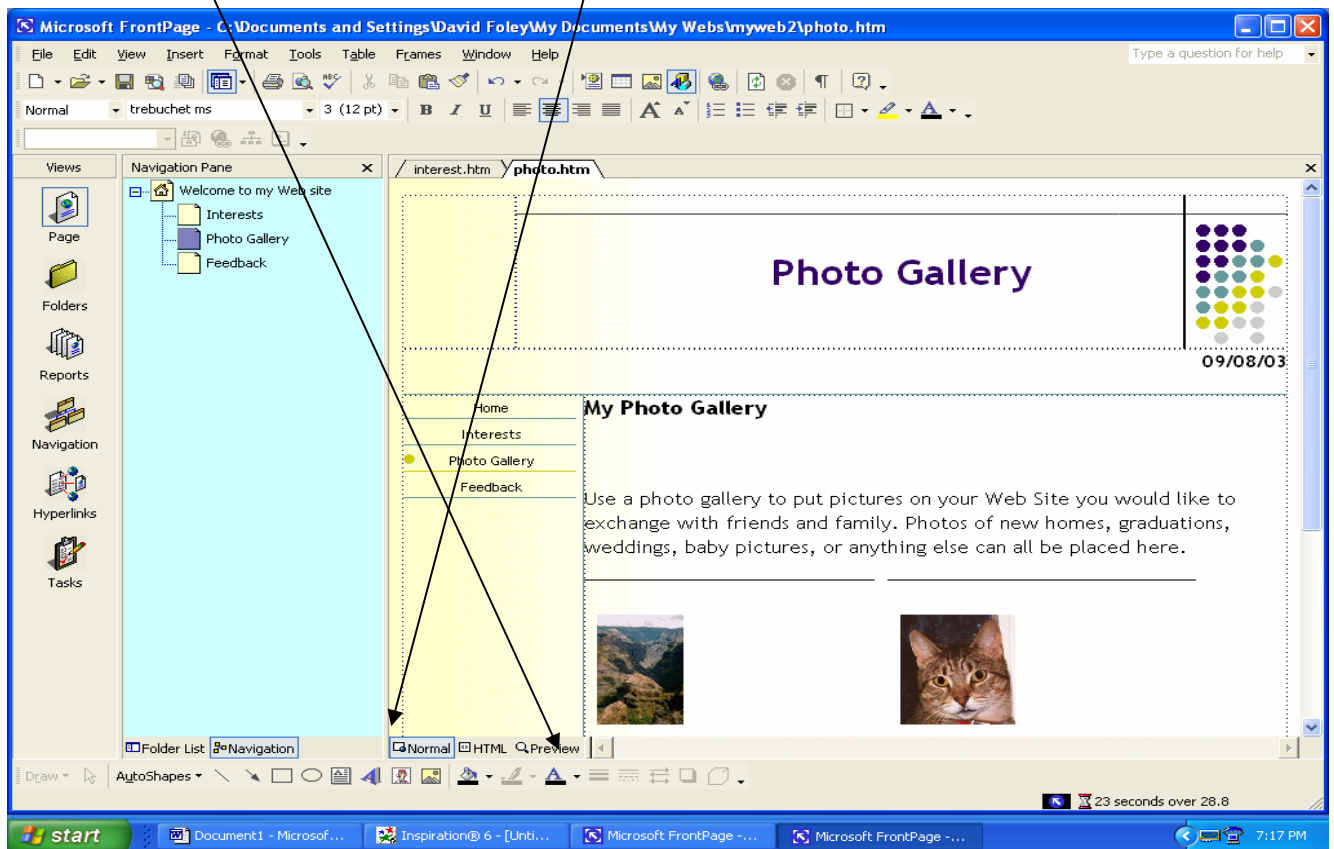 Microsoft FrontPage - C:\Documents and Settings\David Foley\My Documents\My Webs\myweb2\photo.htm
File Edit View Insert Format Tools Table Frames Window Help Type a question for help
Normal trebuchet ms 3 (12 pt) B I U A A A
Views
Page
Folders
Reports
Navigation
Hyperlinks
Tasks
Navigation Pane
Welcome to my Web site
Interests
Photo Gallery
Feedback
Folder List Navigation
interest.htm photo.htm
Photo Gallery
09/08/03
Home
Interests
Photo Gallery
Feedback
My Photo Gallery
Use a photo gallery to put pictures on your Web Site you would like to
exchange with friends and family. Photos of new homes, graduations,
weddings, baby pictures, or anything else can all be placed here.
Normal HTML Preview
Draw AutoShapes A
23 seconds over 28.8
start Document1 - Microsof... Inspiration® 6 - [Unti... Microsoft FrontPage -... Microsoft FrontPage -... 7:17 PM